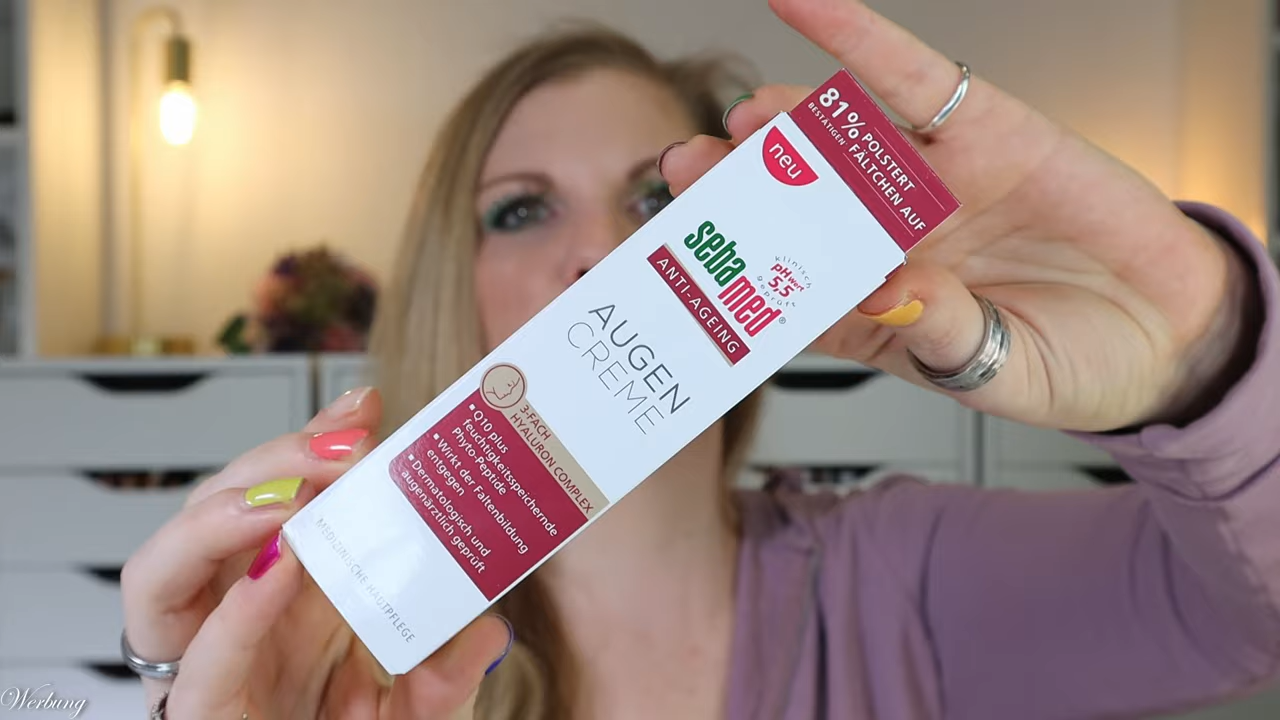 81% POLSTERT
BESTÄTIGEN FÄLTCHEN AUF
neu
sebamed®
klinisch
pH wert
5,5
geprüft
ANTI-AGEING
AUGEN
CREME
3-FACH
HYALURON COMPLEX
▪ Q10 plus
feuchtigkeitsspeichernde
Phyto-Peptide
▪ Wirkt der Faltenbildung
entgegen
▪ Dermatologisch und
augenärztlich geprüft
MEDIZINISCHE HAUTPFLEGE
Werbung